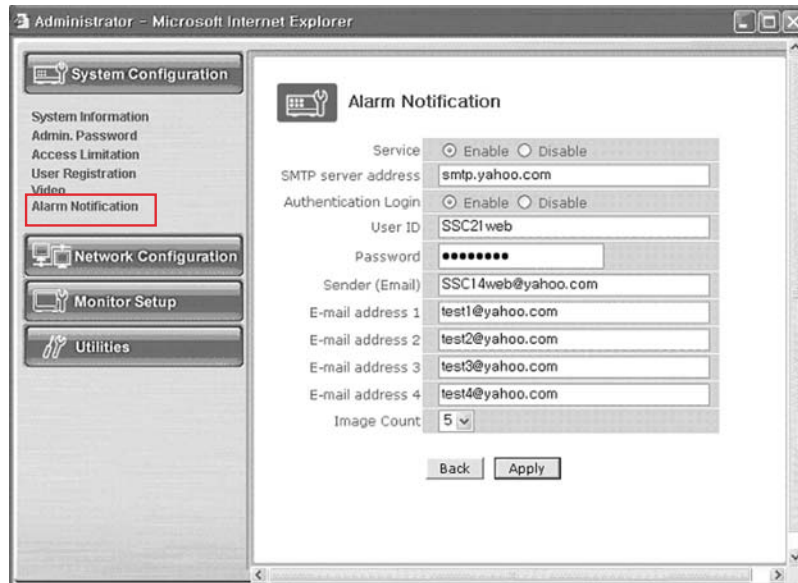 Administrator - Microsoft Internet Explorer
System Configuration
System Information
Admin. Password
Access Limitation
User Registration
Video
Alarm Notification
Network Configuration
Monitor Setup
Utilities
Alarm Notification
Service Enable Disable
SMTP server address smtp.yahoo.com
Authentication Login Enable Disable
User ID SSC21web
Password ●●●●●●●●
Sender (Email) SSC14web@yahoo.com
E-mail address 1 test1@yahoo.com
E-mail address 2 test2@yahoo.com
E-mail address 3 test3@yahoo.com
E-mail address 4 test4@yahoo.com
Image Count 5
Back Apply